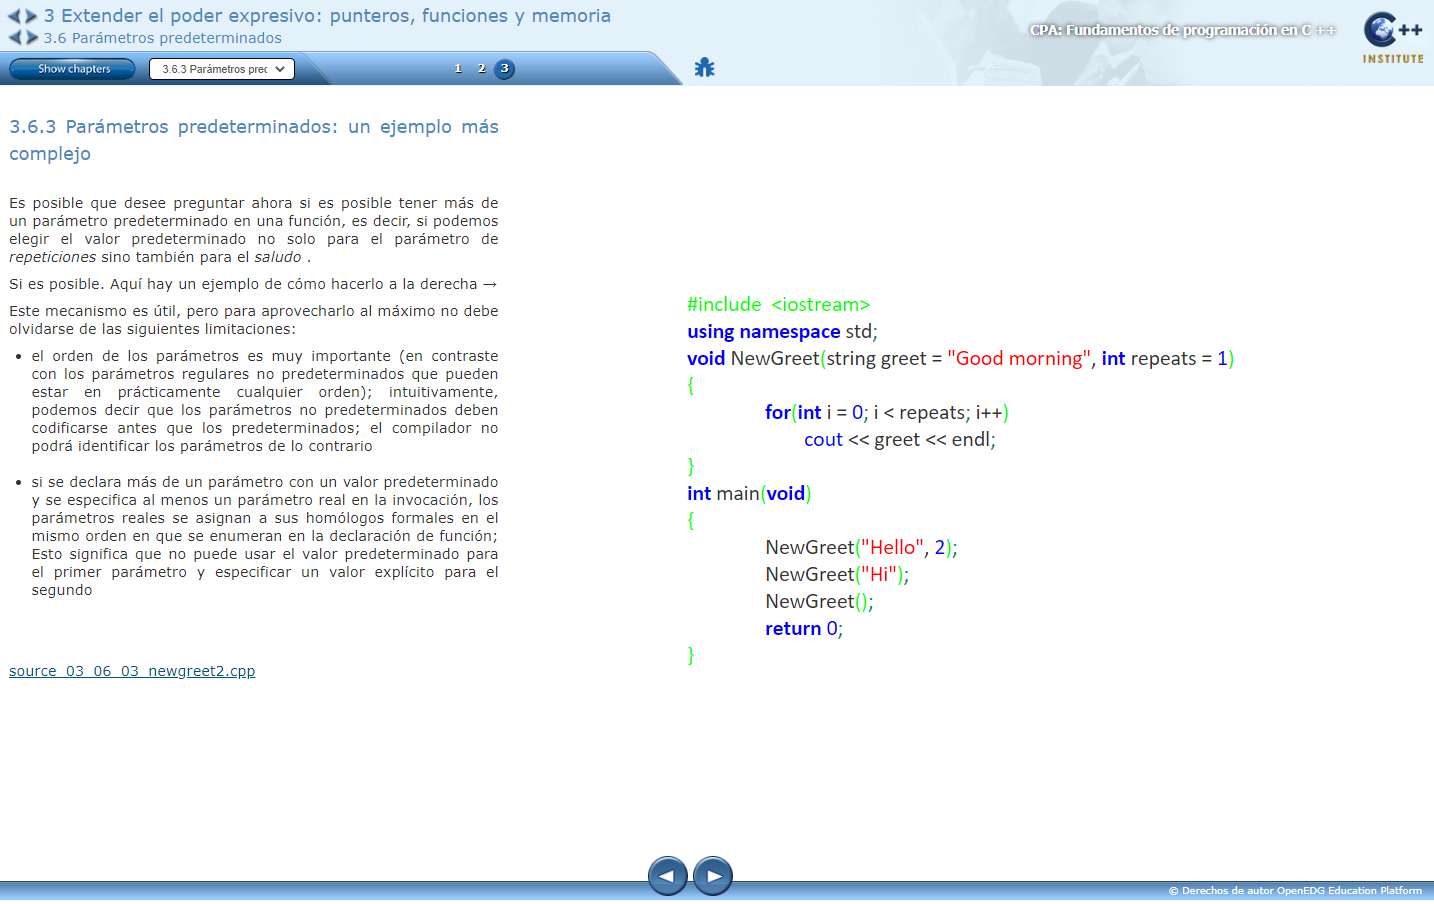 3 Extender el poder expresivo: punteros, funciones y memoria
3.6 Parámetros predeterminados
CPA: Fundamentos de programación en C ++
C++
INSTITUTE
Show chapters
3.6.3 Parámetros prec
1 2 3
3.6.3 Parámetros predeterminados: un ejemplo más
complejo
Es posible que desee preguntar ahora si es posible tener más de
un parámetro predeterminado en una función, es decir, si podemos
elegir el valor predeterminado no solo para el parámetro de
repeticiones sino también para el saludo .
Si es posible. Aquí hay un ejemplo de cómo hacerlo a la derecha →
Este mecanismo es útil, pero para aprovecharlo al máximo no debe
olvidarse de las siguientes limitaciones:
• el orden de los parámetros es muy importante (en contraste
con los parámetros regulares no predeterminados que pueden
estar en prácticamente cualquier orden); intuitivamente,
podemos decir que los parámetros no predeterminados deben
codificarse antes que los predeterminados; el compilador no
podrá identificar los parámetros de lo contrario
• si se declara más de un parámetro con un valor predeterminado
y se especifica al menos un parámetro real en la invocación, los
parámetros reales se asignan a sus homólogos formales en el
mismo orden en que se enumeran en la declaración de función;
Esto significa que no puede usar el valor predeterminado para
el primer parámetro y especificar un valor explícito para el
segundo
source_03_06_03_newgreet2.cpp
#include <iostream>
using namespace std;
void NewGreet(string greet = "Good morning", int repeats = 1)
{
for(int i = 0; i < repeats; i++)
cout << greet << endl;
}
int main(void)
{
NewGreet("Hello", 2);
NewGreet("Hi");
NewGreet();
return 0;
}
© Derechos de autor OpenEDG Education Platform